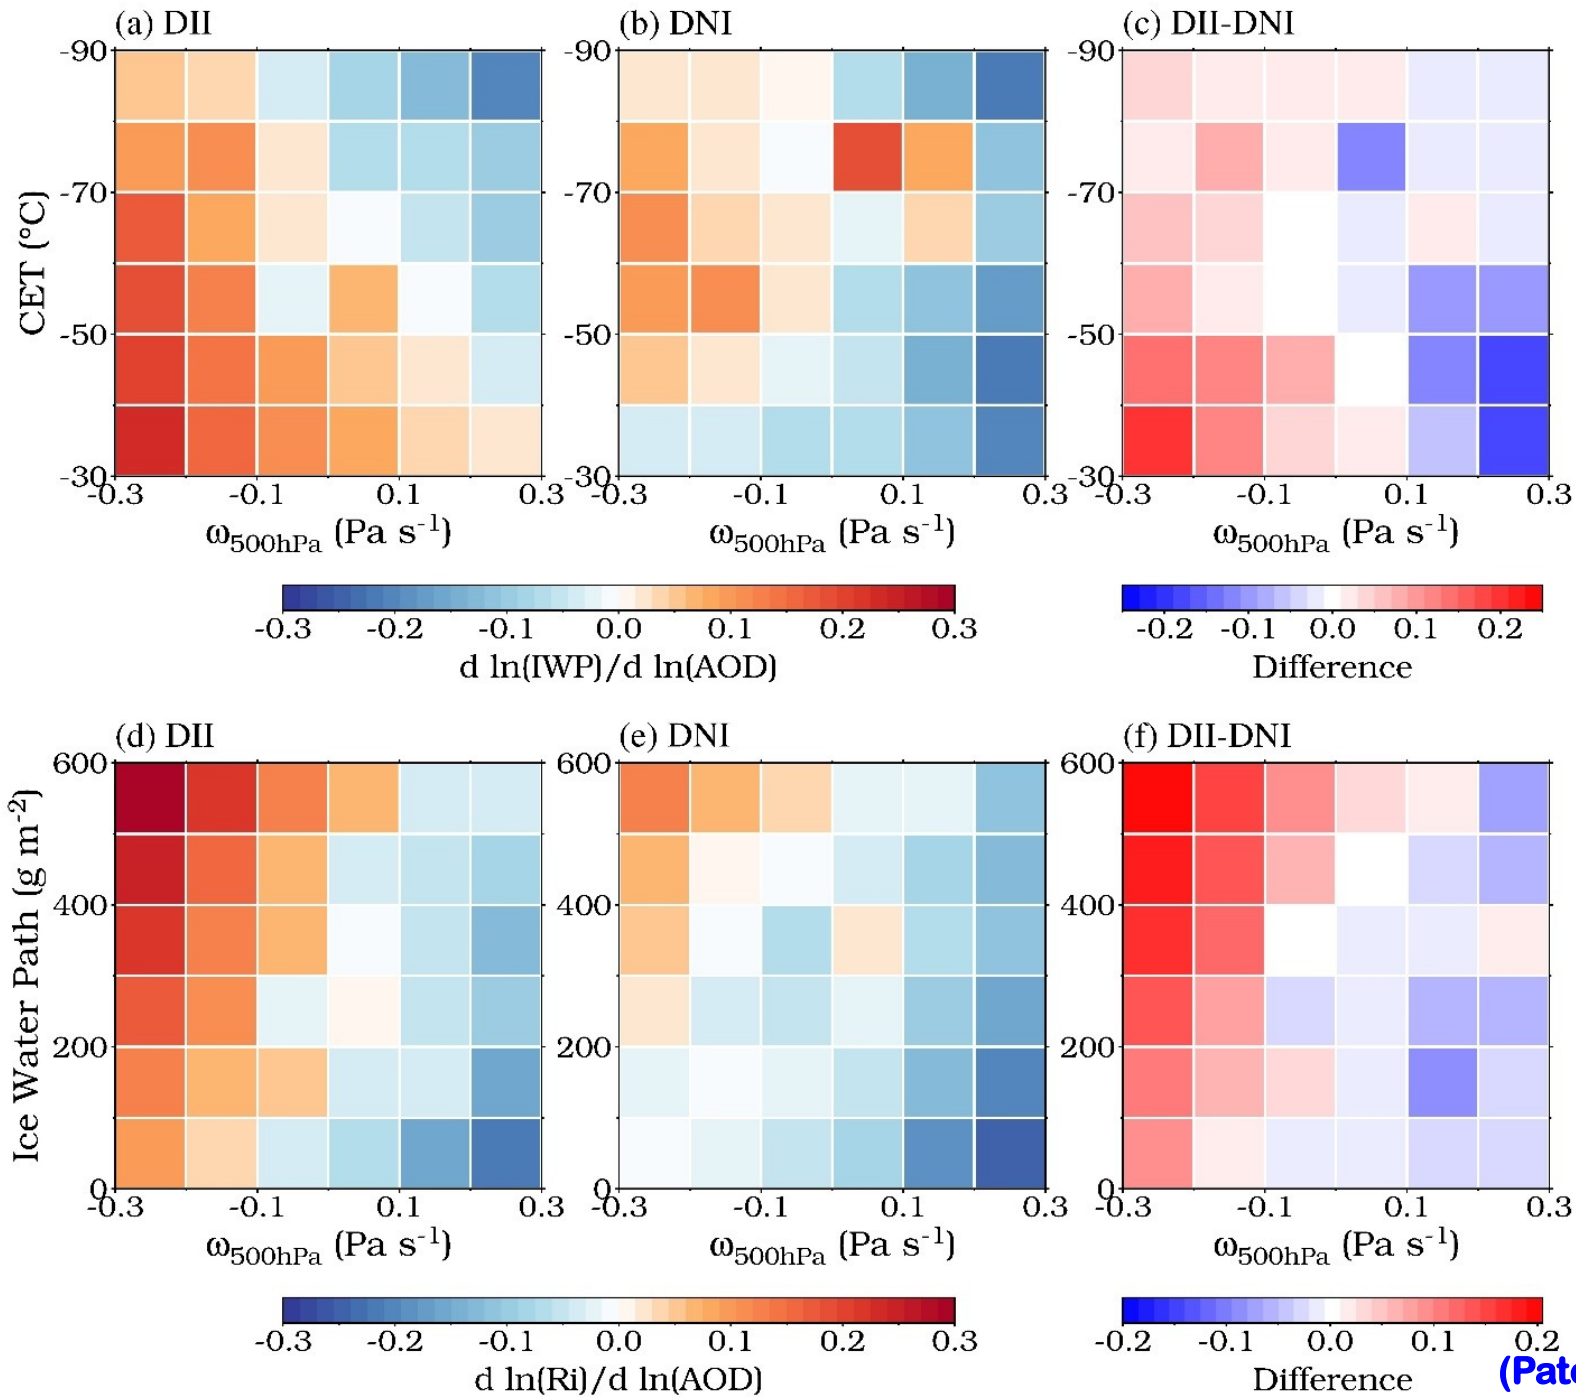 (a) DII (b) DNI (c) DII-DNI
-90 -90 -90
-70 -70 -70
-50 -50 -50
-30 -30 -30
CET (°C)
-0.3 -0.1 0.1 0.3 -0.3 -0.1 0.1 0.3 -0.3 -0.1 0.1 0.3
ω500hPa (Pa s-1) ω500hPa (Pa s-1) ω500hPa (Pa s-1)
-0.3 -0.2 -0.1 0.0 0.1 0.2 0.3 -0.2 -0.1 0.0 0.1 0.2
d ln(IWP)/d ln(AOD) Difference
(d) DII (e) DNI (f) DII-DNI
600 600 600
400 400 400
200 200 200
0 0 0
Ice Water Path (g m-2)
-0.3 -0.1 0.1 0.3 -0.3 -0.1 0.1 0.3 -0.3 -0.1 0.1 0.3
ω500hPa (Pa s-1) ω500hPa (Pa s-1) ω500hPa (Pa s-1)
-0.3 -0.2 -0.1 0.0 0.1 0.2 0.3 -0.2 -0.1 0.0 0.1 0.2
d ln(Ri)/d ln(AOD) Difference